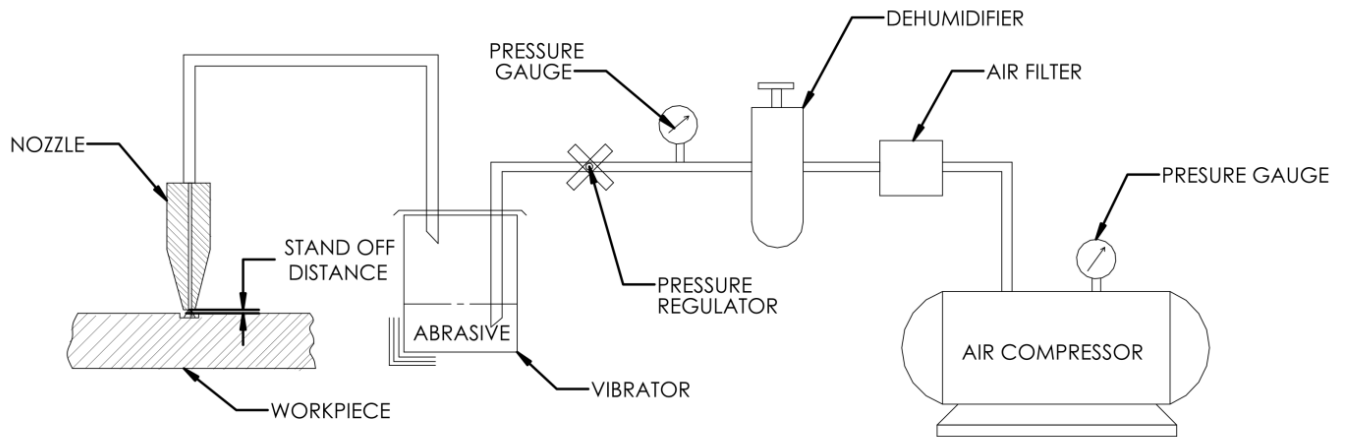 DEHUMIDIFIER
PRESSURE
GAUGE
AIR FILTER
NOZZLE
PRESURE GAUGE
STAND OFF
DISTANCE
PRESSURE
REGULATOR
ABRASIVE
AIR COMPRESSOR
VIBRATOR
WORKPIECE